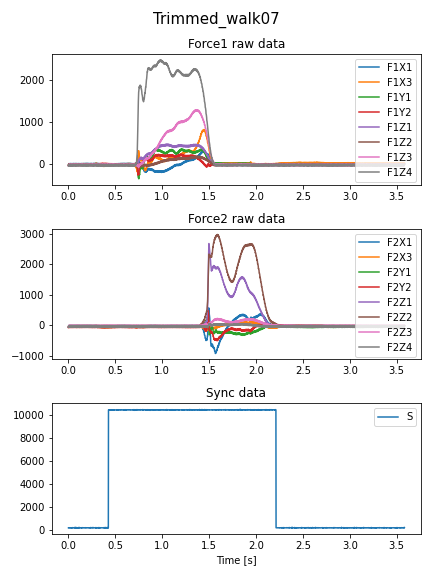 Trimmed_walk07
Force1 raw data
2000
1000
0
F1X1
F1X3
F1Y1
F1Y2
F1Z1
F1Z2
F1Z3
F1Z4
0.0 0.5 1.0 1.5 2.0 2.5 3.0 3.5
Force2 raw data
3000
2000
1000
0
−1000
F2X1
F2X3
F2Y1
F2Y2
F2Z1
F2Z2
F2Z3
F2Z4
0.0 0.5 1.0 1.5 2.0 2.5 3.0 3.5
Sync data
10000
8000
6000
4000
2000
0
S
0.0 0.5 1.0 1.5 2.0 2.5 3.0 3.5
Time [s]